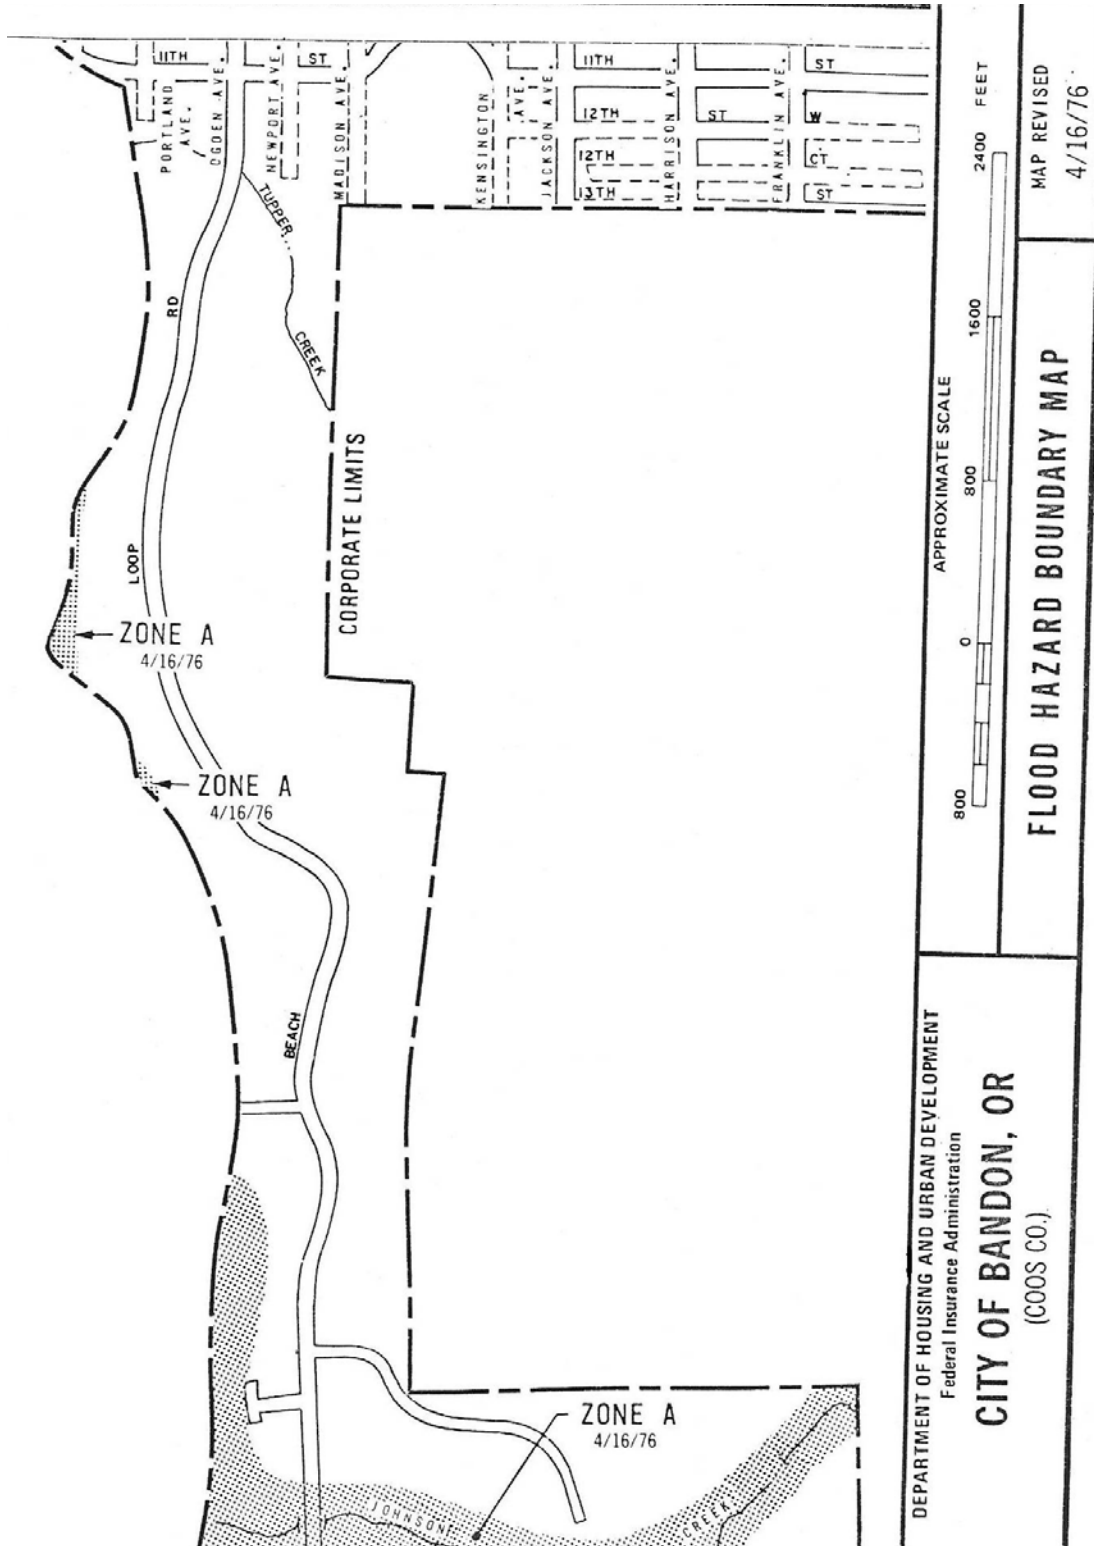 11TH
ST
PORTLAND
AVE.
OGDEN AVE.
NEWPORT AVE.
MADISON AVE.
KENSINGTON
AVE.
JACKSON AVE.
11TH
12TH
12TH
13TH
HARRISON AVE.
ST
FRANKLIN AVE.
ST
W
CT
ST
TUPPER
CREEK
RD
LOOP
BEACH
CORPORATE LIMITS
ZONE A
4/16/76
ZONE A
4/16/76
ZONE A
4/16/76
JOHNSON
CREEK
APPROXIMATE SCALE
800
0
800
1600
2400 FEET
FLOOD HAZARD BOUNDARY MAP
MAP REVISED
4/16/76
DEPARTMENT OF HOUSING AND URBAN DEVELOPMENT
Federal Insurance Administration
CITY OF BANDON, OR
(COOS CO.)